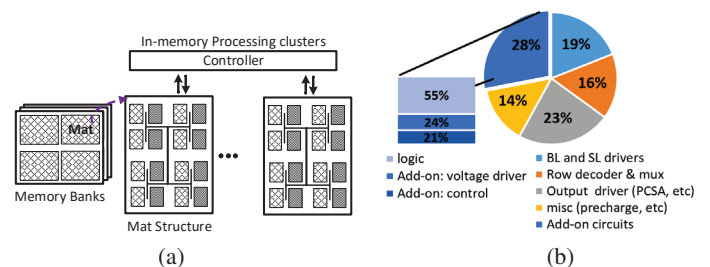 In-memory Processing clusters
Controller
Mat
•••
Memory Banks
Mat Structure
(a)
28%
19%
16%
23%
14%
55%
24%
21%
logic
Add-on: voltage driver
Add-on: control
BL and SL drivers
Row decoder & mux
Output driver (PCSA, etc)
misc (precharge, etc)
Add-on circuits
(b)